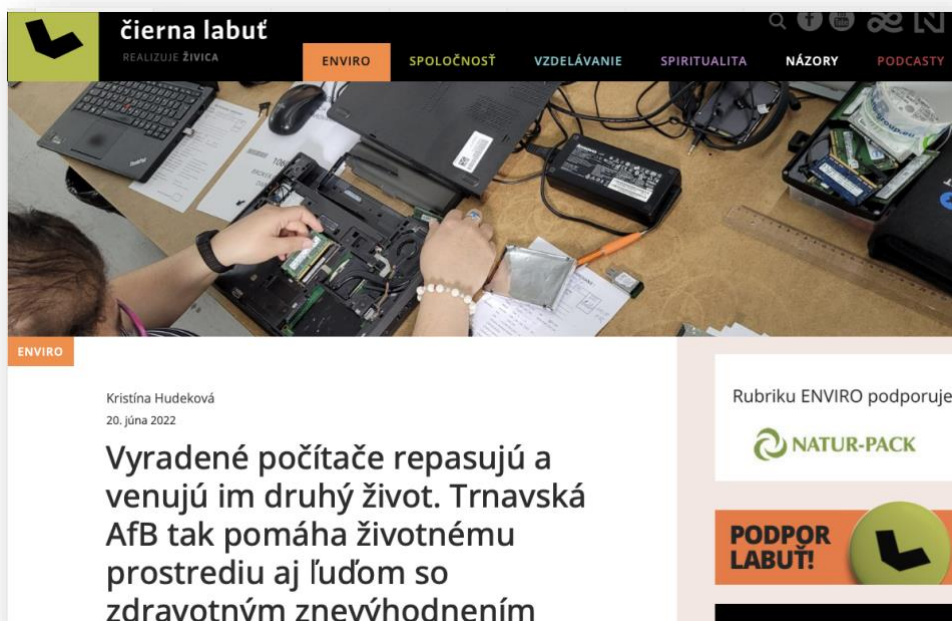 čierna labuť
REALIZUJE ŽIVICA
ENVIRO SPOLOČNOSŤ VZDELÁVANIE SPIRITUALITA NÁZORY PODCASTY
ENVIRO
Kristína Hudeková
20. júna 2022
Vyradené počítače repasujú a
venujú im druhý život. Trnavská
AfB tak pomáha životnému
prostrediu aj ľuďom so
zdravotným znevýhodnením
Rubriku ENVIRO podporuje
NATUR-PACK
PODPOR
LABUŤ!